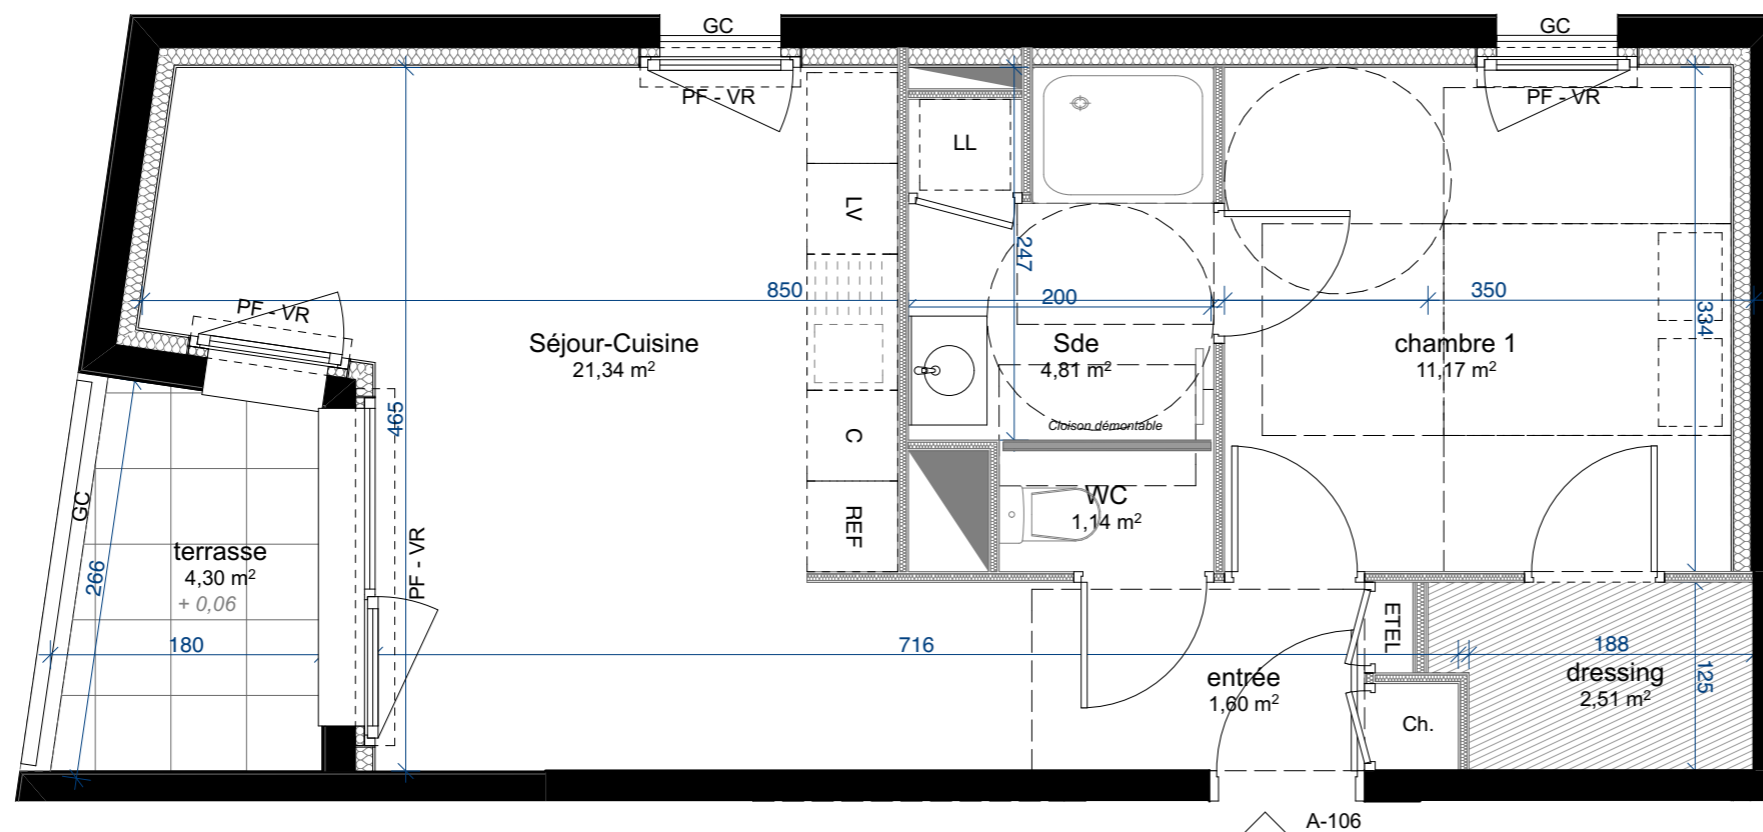 GC
GC
PF - VR
PF - VR
LL
LV
247
850
200
350
PF - VR
334
Séjour-Cuisine
21,34 m²
Sde
4,81 m²
chambre 1
11,17 m²
465
C
Cloison démontable
GC
REF
WC
1,14 m²
terrasse
4,30 m²
+ 0,06
266
PF - VR
180
716
ETEL
188
entrée
1,60 m²
dressing
2,51 m²
125
Ch.
A-106